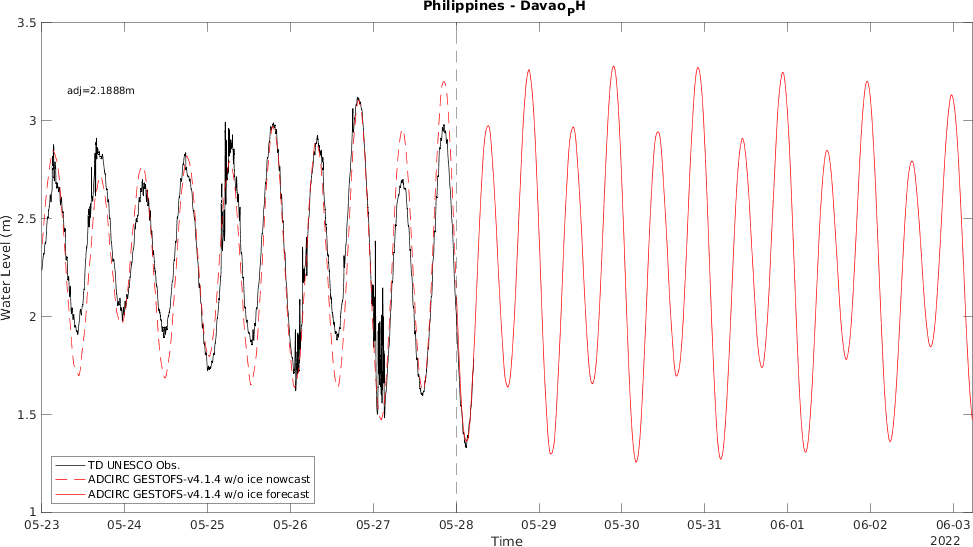 Philippines - Davao_PH
3.5
3
2.5
2
1.5
1
Water Level (m)
adj=2.1888m
TD UNESCO Obs.
ADCIRC GESTOFS-v4.1.4 w/o ice nowcast
ADCIRC GESTOFS-v4.1.4 w/o ice forecast
05-23 05-24 05-25 05-26 05-27 05-28 05-29 05-30 05-31 06-01 06-02 06-03
Time
2022